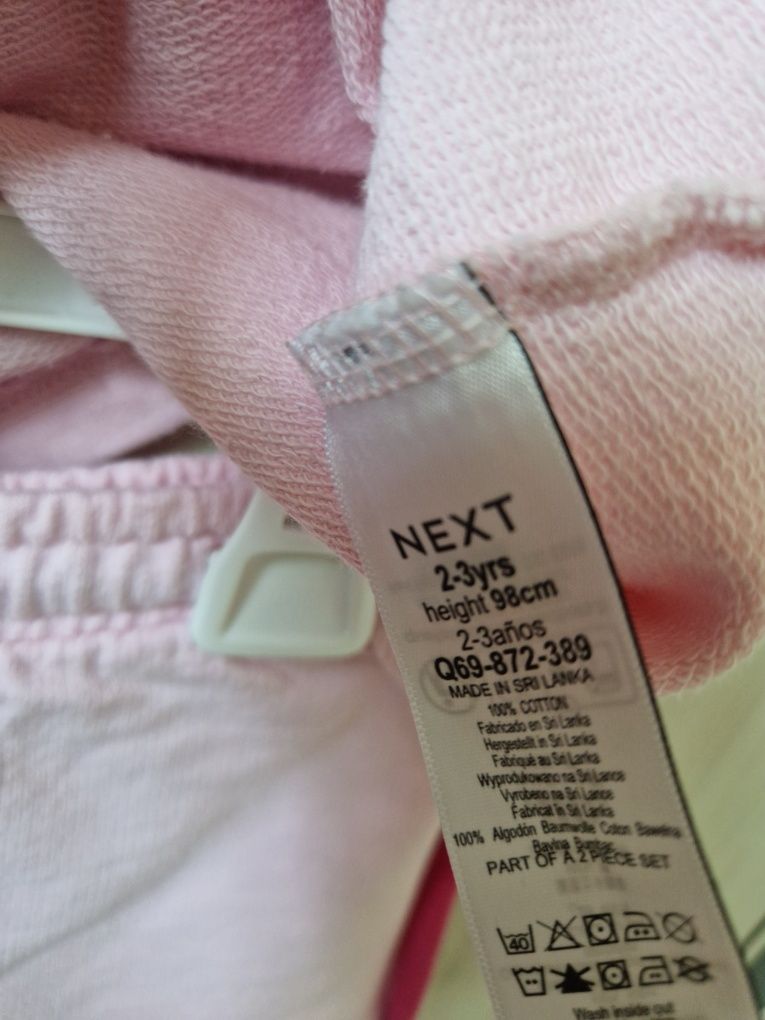 NEXT
2-3yrs
height 98cm
2-3años
Q69-872-389
MADE IN SRI LANKA
100% COTTON
Fabricado en Sri Lanka
Hergestellt in Sri Lanka
Fabriqué au Sri Lanka
Wyprodukowano na Sri Lance
Vyrobeno na Srí Lance
Fabricat în Sri Lanka
100% Algodón Baumwolle Coton Bawełna
Bavlna Bumbac
PART OF A 2 PIECE SET
40
Wash inside out